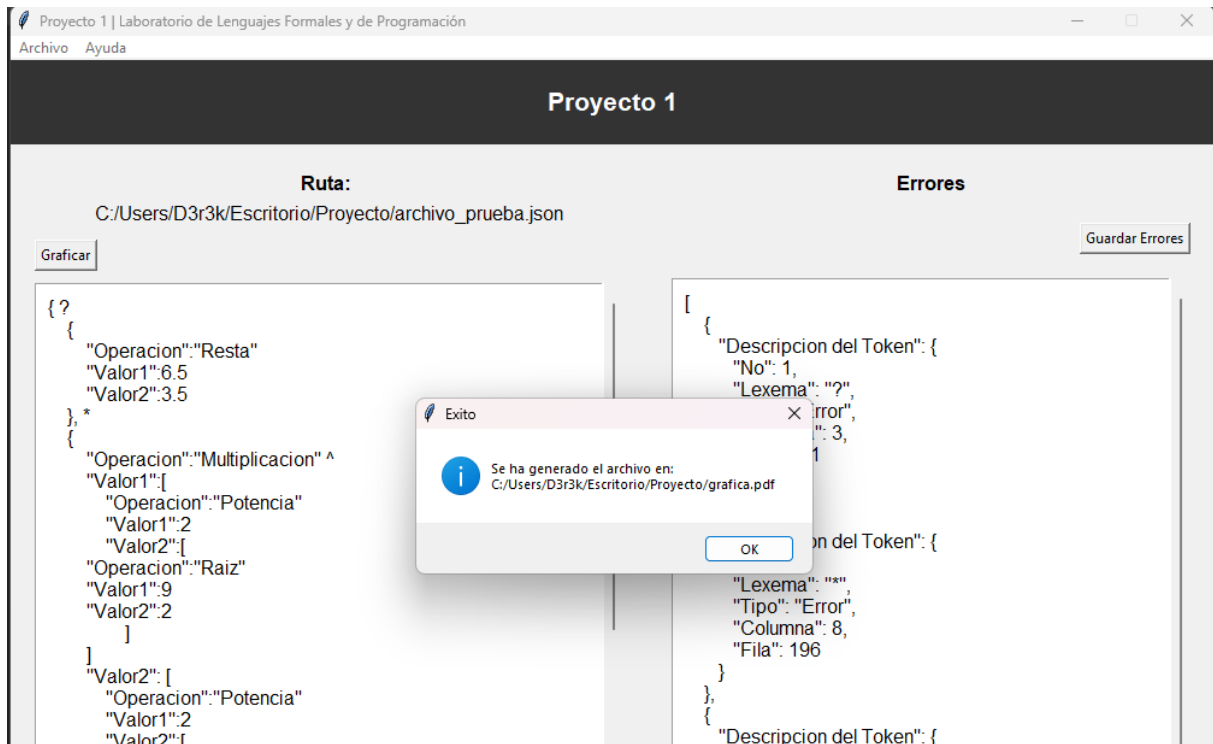 Proyecto 1 | Laboratorio de Lenguajes Formales y de Programación
Archivo Ayuda
Proyecto 1
Ruta:
C:/Users/D3r3k/Escritorio/Proyecto/archivo_prueba.json
Graficar
{ ?
{
"Operacion":"Resta"
"Valor1":6.5
"Valor2":3.5
}, *
{
"Operacion":"Multiplicacion" ^
"Valor1":[
"Operacion":"Potencia"
"Valor1":2
"Valor2":[
"Operacion":"Raiz"
"Valor1":9
"Valor2":2
]
]
"Valor2": [
"Operacion":"Potencia"
"Valor1":2
"Valor2":[
Errores
Guardar Errores
[
{
"Descripcion del Token": {
"No": 1,
"Lexema": "?",
": 3,
1
del Token": {
"Lexema": "*",
"Tipo": "Error",
"Columna": 8,
"Fila": 196
}
},
{
"Descripcion del Token": {
Exito
Se ha generado el archivo en:
C:/Users/D3r3k/Escritorio/Proyecto/grafica.pdf
OK